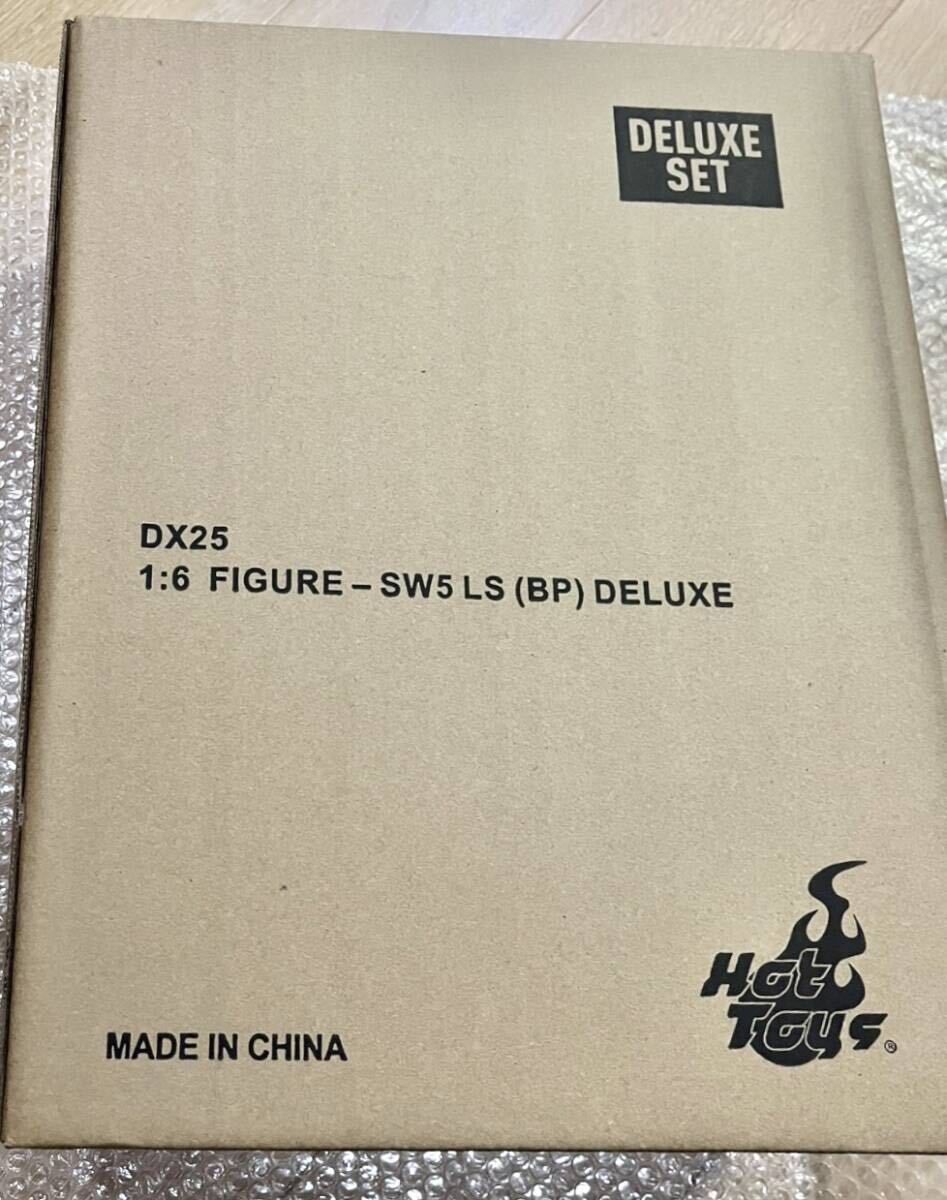 DELUXE
SET
DX25
1:6 FIGURE – SW5 LS (BP) DELUXE
Hot
Toys®
MADE IN CHINA